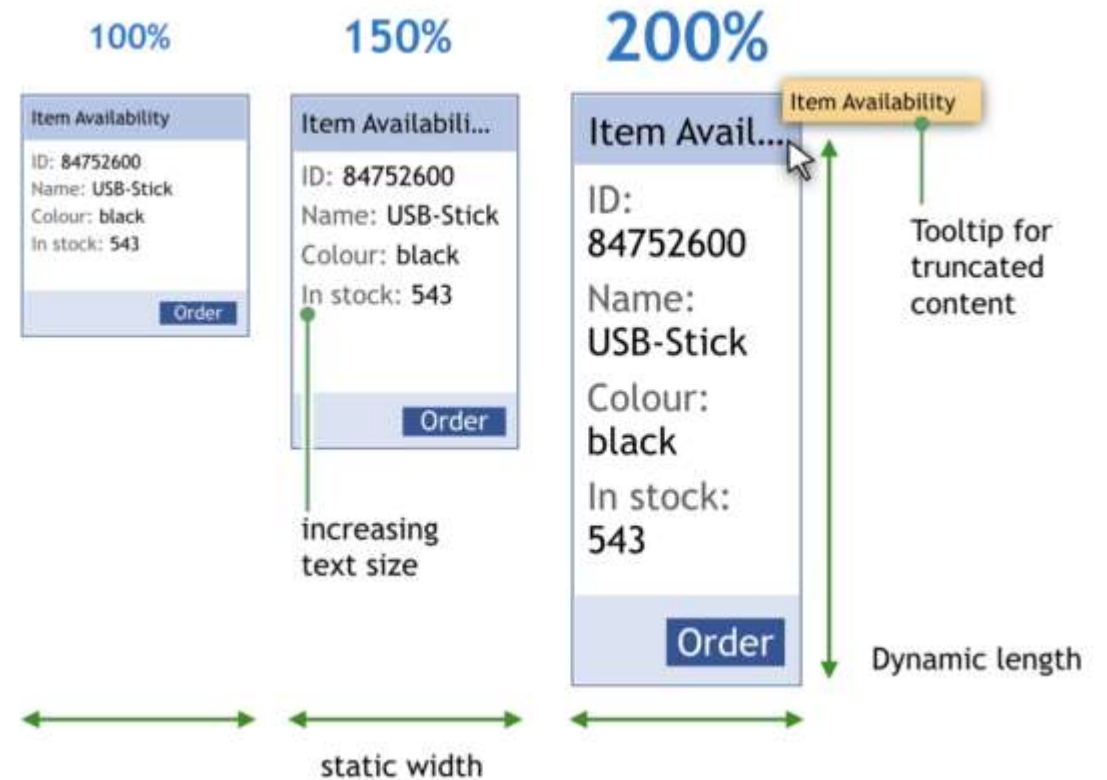 100%
150%
200%
Item Availability
ID: 84752600
Name: USB-Stick
Colour: black
In stock: 543
Order
Item Availabili...
ID: 84752600
Name: USB-Stick
Colour: black
In stock: 543
Order
increasing
text size
Item Avail...
ID:
84752600
Name:
USB-Stick
Colour:
black
In stock:
543
Order
Item Availability
Tooltip for
truncated
content
Dynamic length
static width